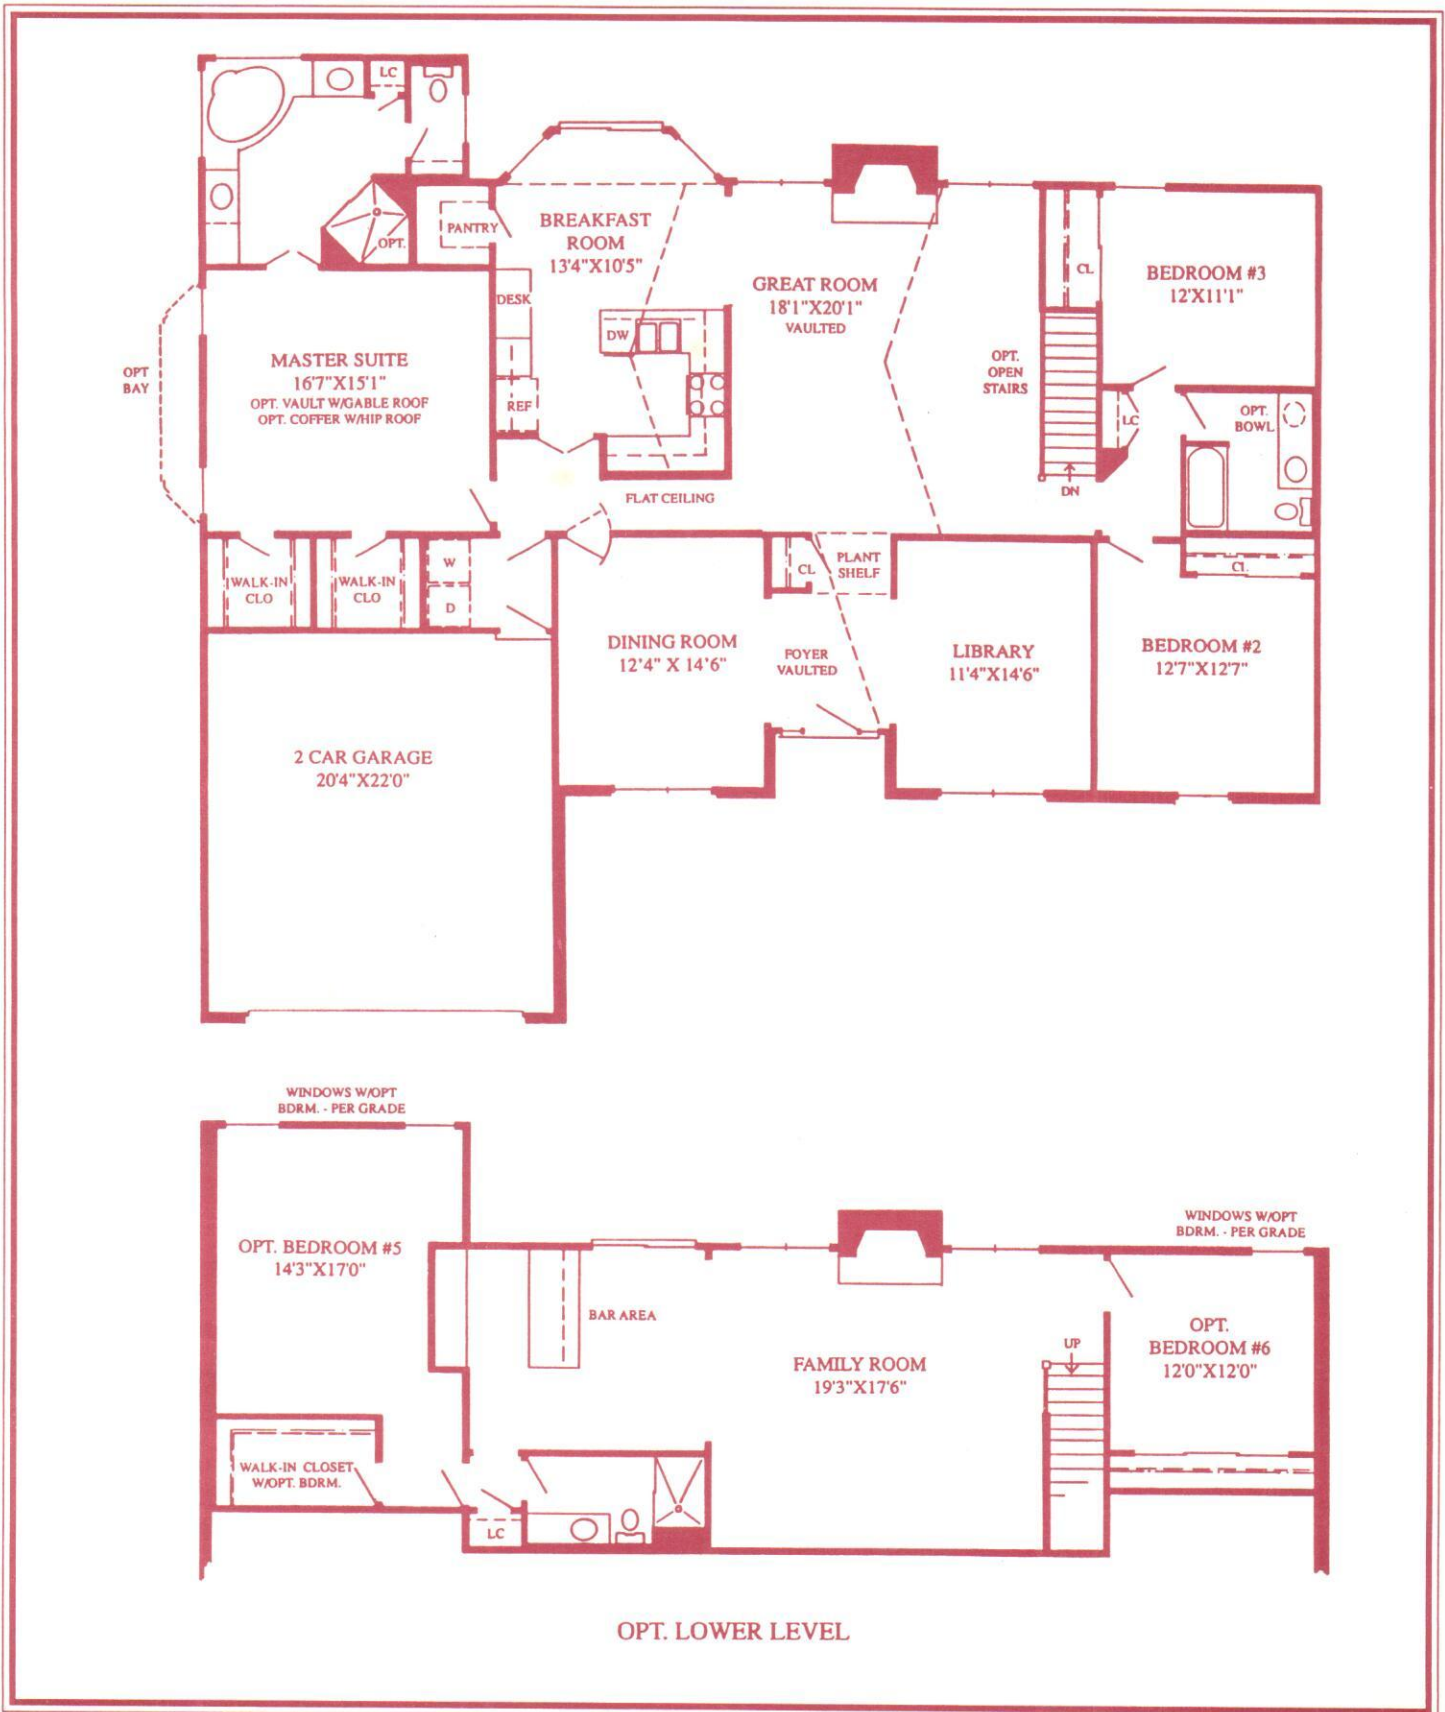 LC
PANTRY
OPT.
BREAKFAST
ROOM
13'4"X10'5"
DESK
DW
REF
GREAT ROOM
18'1"X20'1"
VAULTED
CL
BEDROOM #3
12'X11'1"
OPT
BAY
MASTER SUITE
16'7"X15'1"
OPT. VAULT W/GABLE ROOF
OPT. COFFER W/HIP ROOF
OPT.
OPEN
STAIRS
LC
OPT.
BOWL
DN
FLAT CEILING
WALK-IN
CLO
WALK-IN
CLO
W
D
CL
PLANT
SHELF
CL
DINING ROOM
12'4" X 14'6"
FOYER
VAULTED
LIBRARY
11'4"X14'6"
BEDROOM #2
12'7"X12'7"
2 CAR GARAGE
20'4"X22'0"
WINDOWS W/OPT
BDRM. - PER GRADE
OPT. BEDROOM #5
14'3"X17'0"
BAR AREA
FAMILY ROOM
19'3"X17'6"
UP
WINDOWS W/OPT
BDRM. - PER GRADE
OPT.
BEDROOM #6
12'0"X12'0"
WALK-IN CLOSET
W/OPT. BDRM.
LC
OPT. LOWER LEVEL